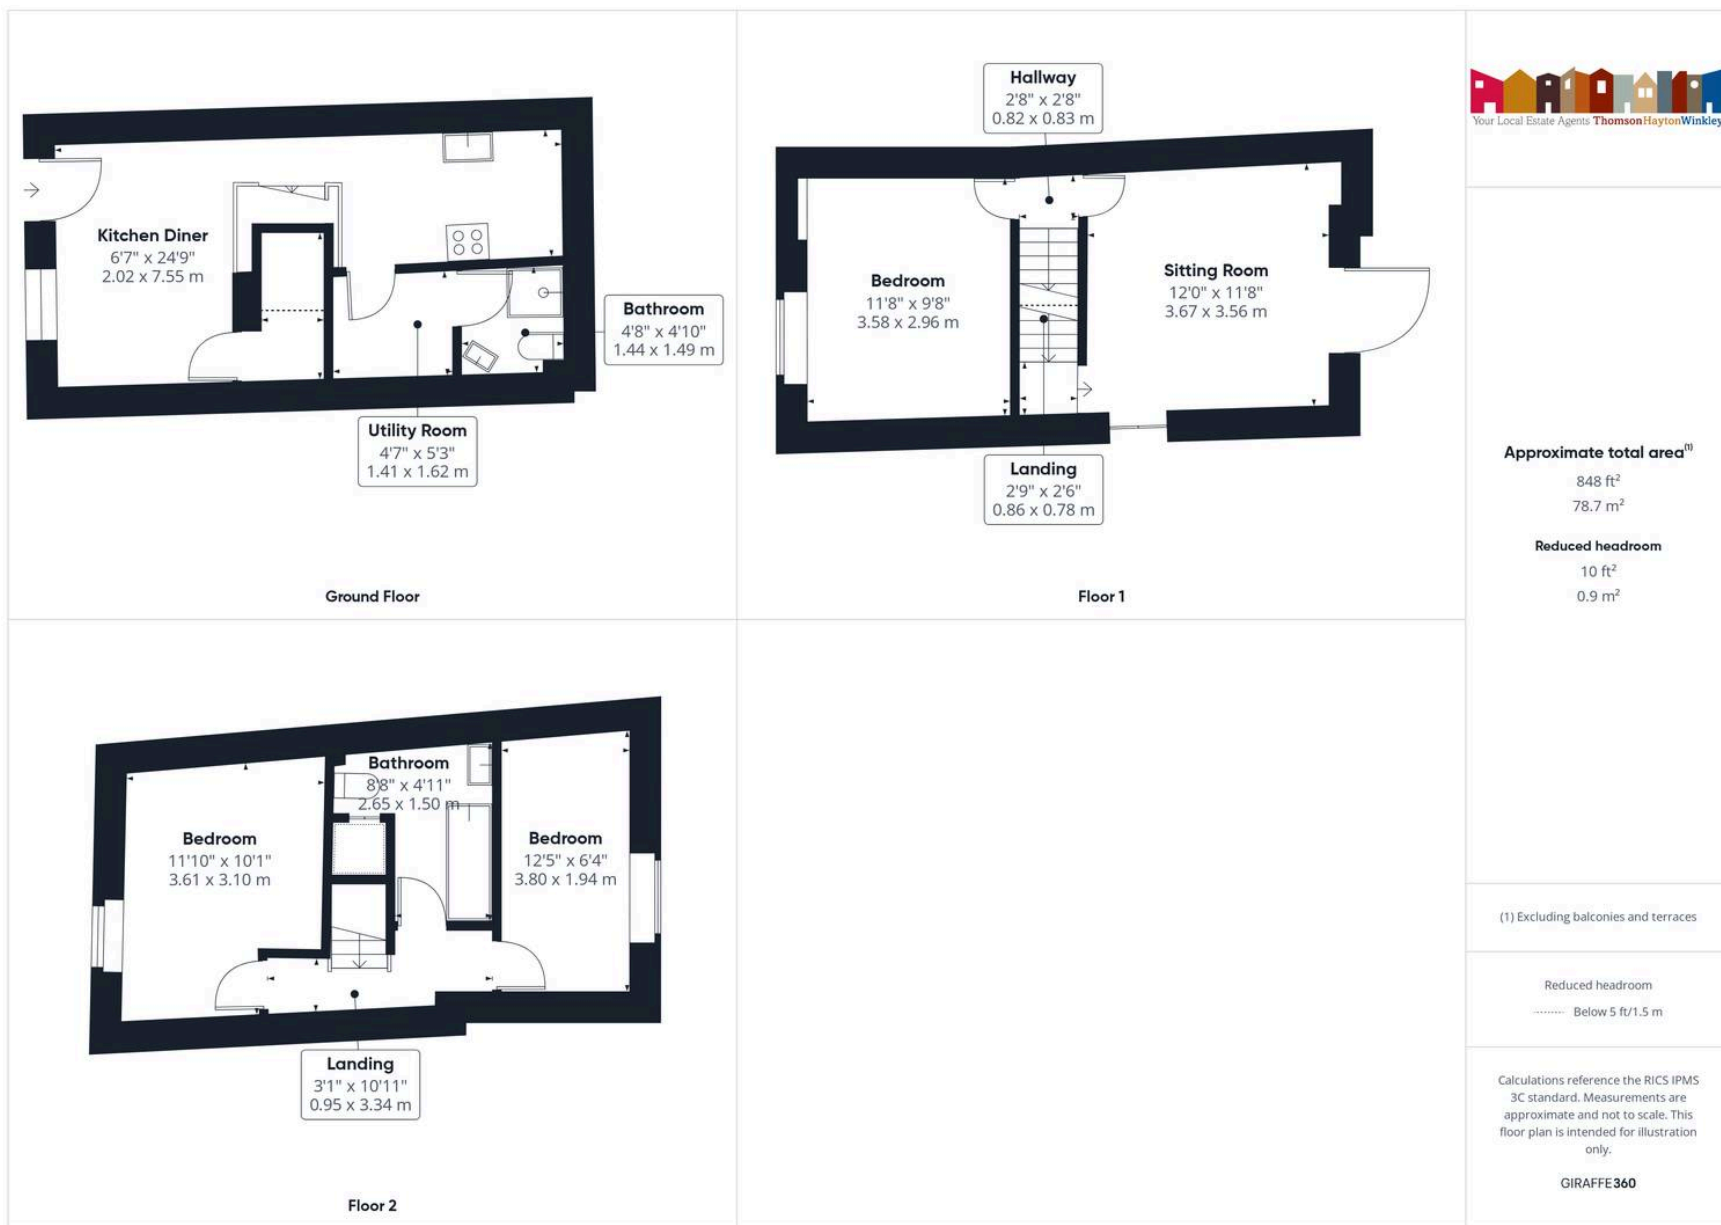 Kitchen Diner
6'7" x 24'9"
2.02 x 7.55 m
Bathroom
4'8" x 4'10"
1.44 x 1.49 m
Utility Room
4'7" x 5'3"
1.41 x 1.62 m
Ground Floor
Hallway
2'8" x 2'8"
0.82 x 0.83 m
Bedroom
11'8" x 9'8"
3.58 x 2.96 m
Sitting Room
12'0" x 11'8"
3.67 x 3.56 m
Landing
2'9" x 2'6"
0.86 x 0.78 m
Floor 1
Bedroom
11'10" x 10'1"
3.61 x 3.10 m
Bathroom
8'8" x 4'11"
2.65 x 1.50 m
Bedroom
12'5" x 6'4"
3.80 x 1.94 m
Landing
3'1" x 10'11"
0.95 x 3.34 m
Floor 2
Your Local Estate Agents ThomsonHaytonWinkley
Approximate total area(1)
848 ft²
78.7 m²
Reduced headroom
10 ft²
0.9 m²
(1) Excluding balconies and terraces
Reduced headroom
Below 5 ft/1.5 m
Calculations reference the RICS IPMS
3C standard. Measurements are
approximate and not to scale. This
floor plan is intended for illustration
only.
GIRAFFE360